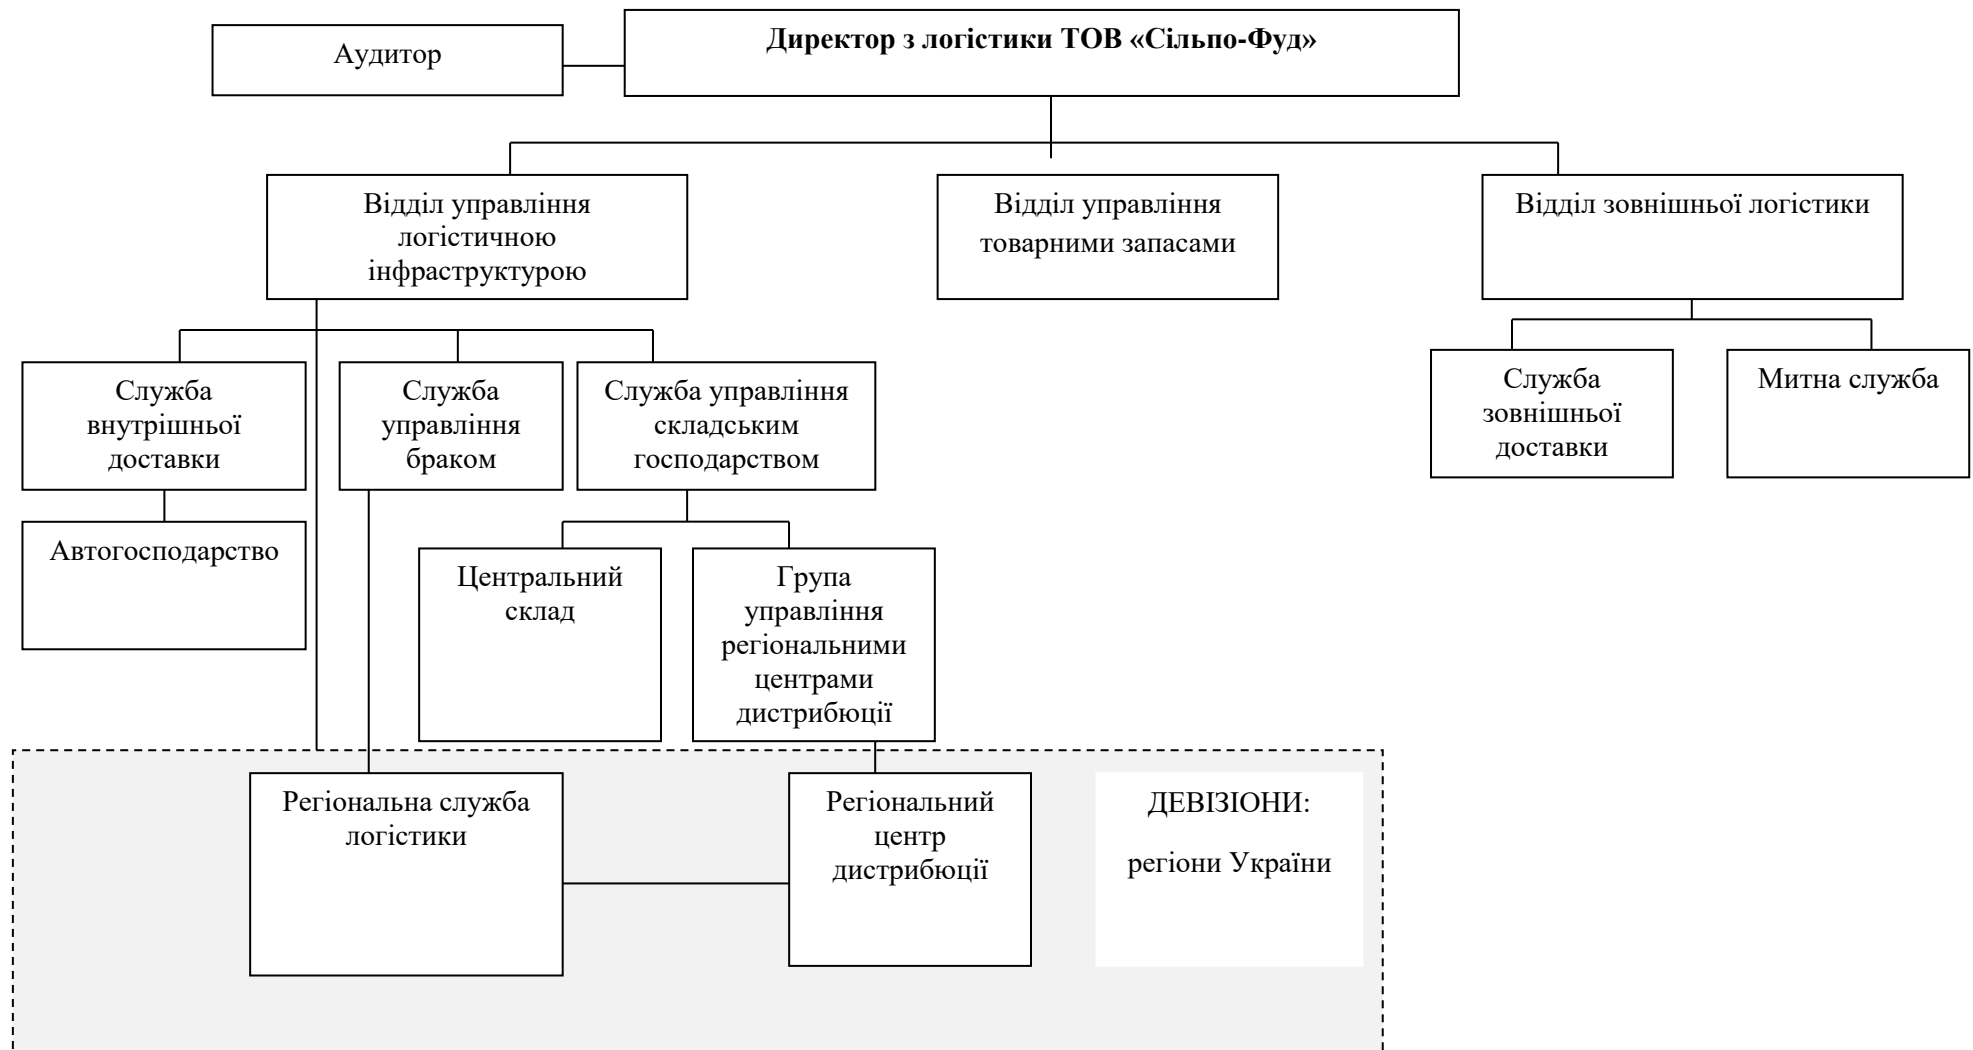 Аудитор
Директор з логістики ТОВ «Сільпо-Фуд»
Відділ управління
логістичною
інфраструктурою
Відділ управління
товарними запасами
Відділ зовнішньої логістики
Служба
внутрішньої
доставки
Служба
управління
браком
Служба управління
складським
господарством
Служба
зовнішньої
доставки
Митна служба
Автогосподарство
Центральний
склад
Група
управління
регіональними
центрами
дистрибюції
Регіональна служба
логістики
Регіональний
центр
дистрибюції
ДЕВІЗІОНИ:
регіони України